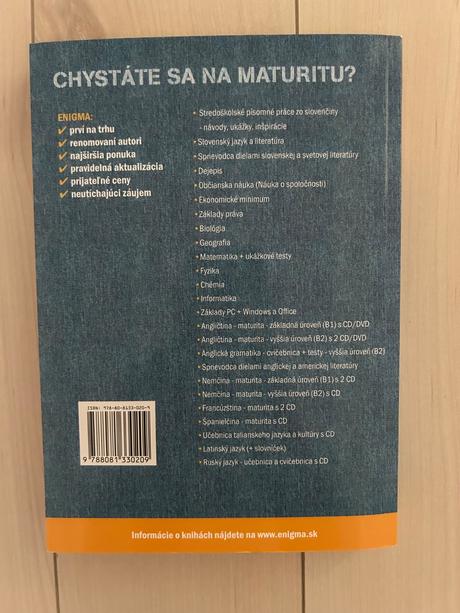 CHYSTÁTE SA NA MATURITU?
ENIGMA:
✓ prví na trhu
✓ renomovaní autori
✓ najširšia ponuka
✓ pravidelná aktualizácia
✓ prijateľné ceny
✓ neutíchajúci záujem
• Stredoškolské písomné práce zo slovenčiny
- návody, ukážky, inšpirácie
• Slovenský jazyk a literatúra
• Sprievodca dielami slovenskej a svetovej literatúry
• Dejepis
• Občianska náuka (Náuka o spoločnosti)
• Ekonomické minimum
• Základy práva
• Biológia
• Geografia
• Matematika + ukážkové testy
• Fyzika
• Chémia
• Informatika
• Základy PC + Windows a Office
• Angličtina - maturita - základná úroveň (B1) s CD/DVD
• Angličtina - maturita - vyššia úroveň (B2) s 2 CD/DVD
• Anglická gramatika - cvičebnica + testy - vyššia úroveň (B2)
• Sprievodca dielami anglickej a americkej literatúry
• Nemčina - maturita - základná úroveň (B1) s 2 CD
• Nemčina - maturita - vyššia úroveň (B2) s CD
• Francúzština - maturita s 2 CD
• Španielčina - maturita s CD
• Učebnica talianskeho jazyka a kultúry s CD
• Latinský jazyk (+ slovníček)
• Ruský jazyk - učebnica a cvičebnica s CD
ISBN: 978-80-8133-020-9
9 788081 330209
Informácie o knihách nájdete na www.enigma.sk